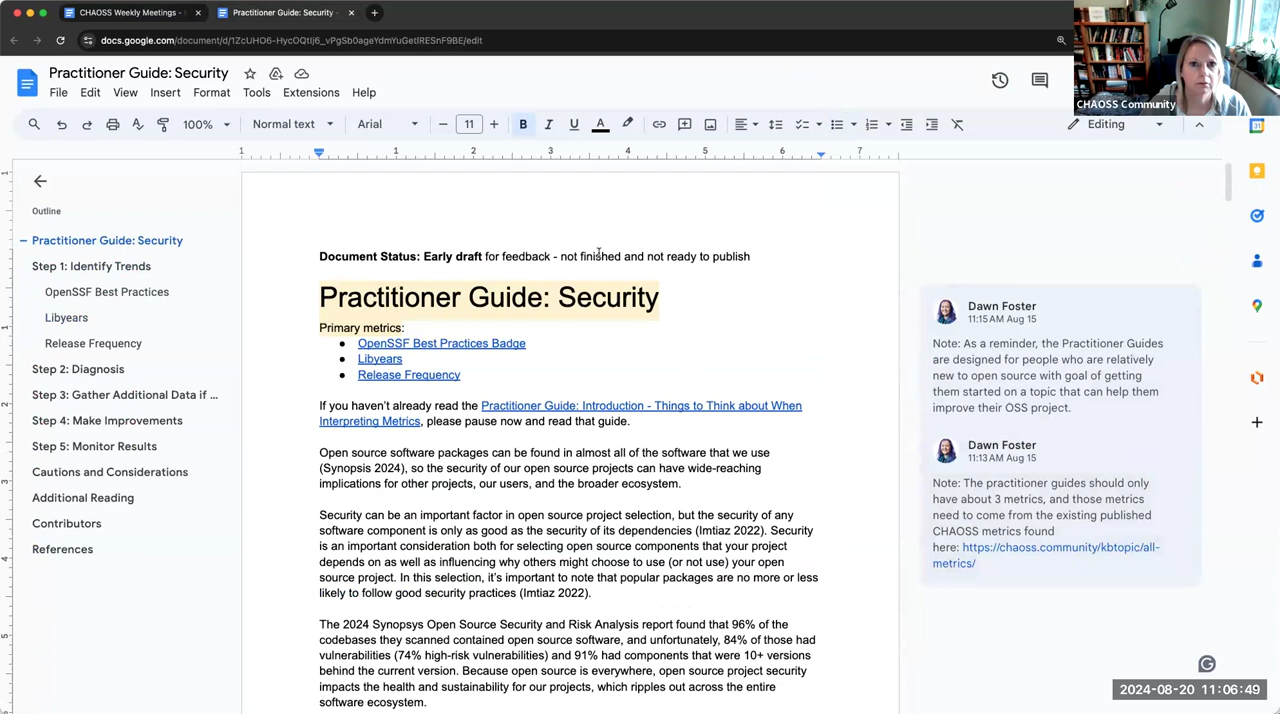 CHAOSS Weekly Meetings -
Practitioner Guide: Security -
docs.google.com/document/d/1ZcUHO6-HycOQtIj6_vPgSb0ageYdmYuGetIRESnF9BE/edit
Practitioner Guide: Security
File Edit View Insert Format Tools Extensions Help
100% Normal text Arial 11 Editing
1 1 2 3 4 5 6 7
CHAOSS Community
Outline
Practitioner Guide: Security
Step 1: Identify Trends
OpenSSF Best Practices
Libyears
Release Frequency
Step 2: Diagnosis
Step 3: Gather Additional Data if ...
Step 4: Make Improvements
Step 5: Monitor Results
Cautions and Considerations
Additional Reading
Contributors
References
Document Status: Early draft for feedback - not finished and not ready to publish
Practitioner Guide: Security
Primary metrics:
OpenSSF Best Practices Badge
Libyears
Release Frequency
If you haven't already read the Practitioner Guide: Introduction - Things to Think about When
Interpreting Metrics, please pause now and read that guide.
Open source software packages can be found in almost all of the software that we use
(Synopsis 2024), so the security of our open source projects can have wide-reaching
implications for other projects, our users, and the broader ecosystem.
Security can be an important factor in open source project selection, but the security of any
software component is only as good as the security of its dependencies (Imtiaz 2022). Security
is an important consideration both for selecting open source components that your project
depends on as well as influencing why others might choose to use (or not use) your open
source project. In this selection, it's important to note that popular packages are no more or less
likely to follow good security practices (Imtiaz 2022).
The 2024 Synopsys Open Source Security and Risk Analysis report found that 96% of the
codebases they scanned contained open source software, and unfortunately, 84% of those had
vulnerabilities (74% high-risk vulnerabilities) and 91% had components that were 10+ versions
behind the current version. Because open source is everywhere, open source project security
impacts the health and sustainability for our projects, which ripples out across the entire
software ecosystem.
Dawn Foster
11:15 AM Aug 15
Note: As a reminder, the Practitioner Guides
are designed for people who are relatively
new to open source with goal of getting
them started on a topic that can help them
improve their OSS project.
Dawn Foster
11:13 AM Aug 15
Note: The practitioner guides should only
have about 3 metrics, and those metrics
need to come from the existing published
CHAOSS metrics found
here: https://chaoss.community/kbtopic/all-
metrics/
2024-08-20 11:06:49